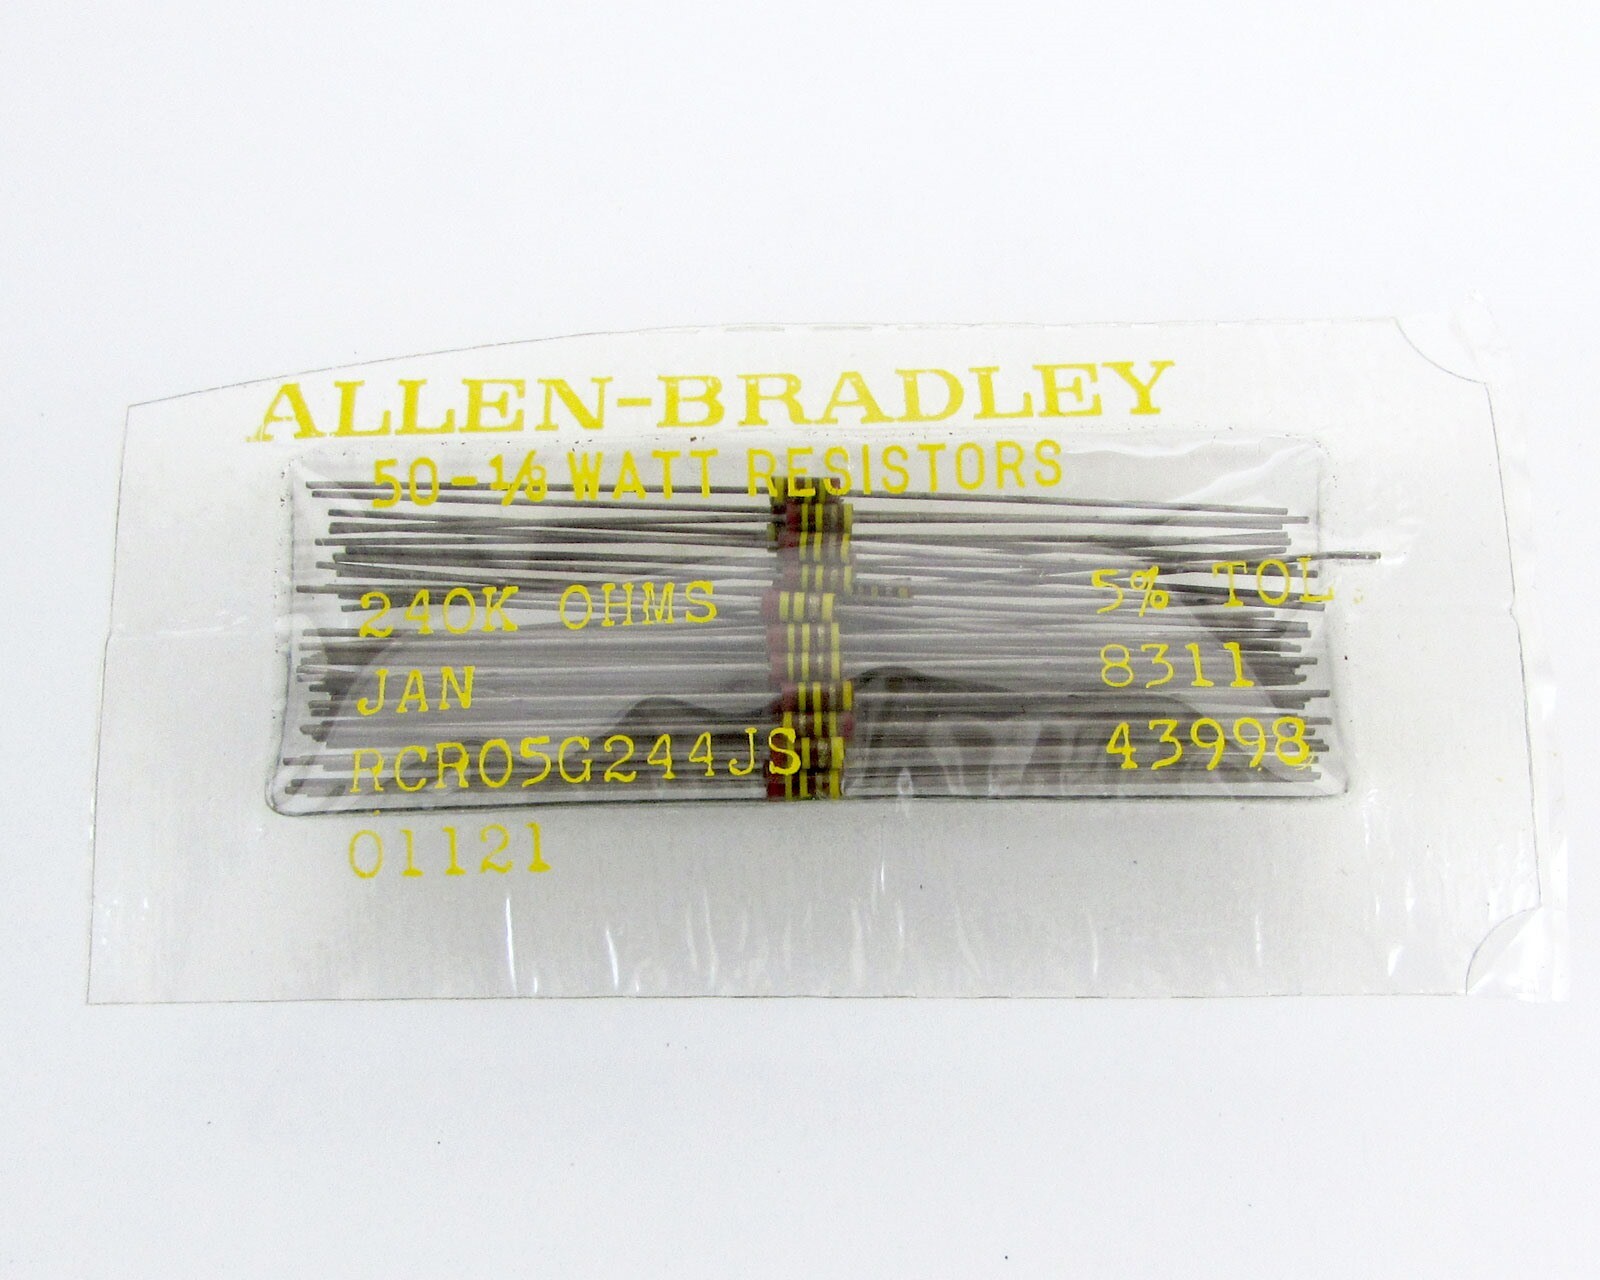 ALLEN-BRADLEY
50-1/8 WATT RESISTORS
240K OHMS 5% TOL
JAN 8311
RCR05G244JS 43998
01121